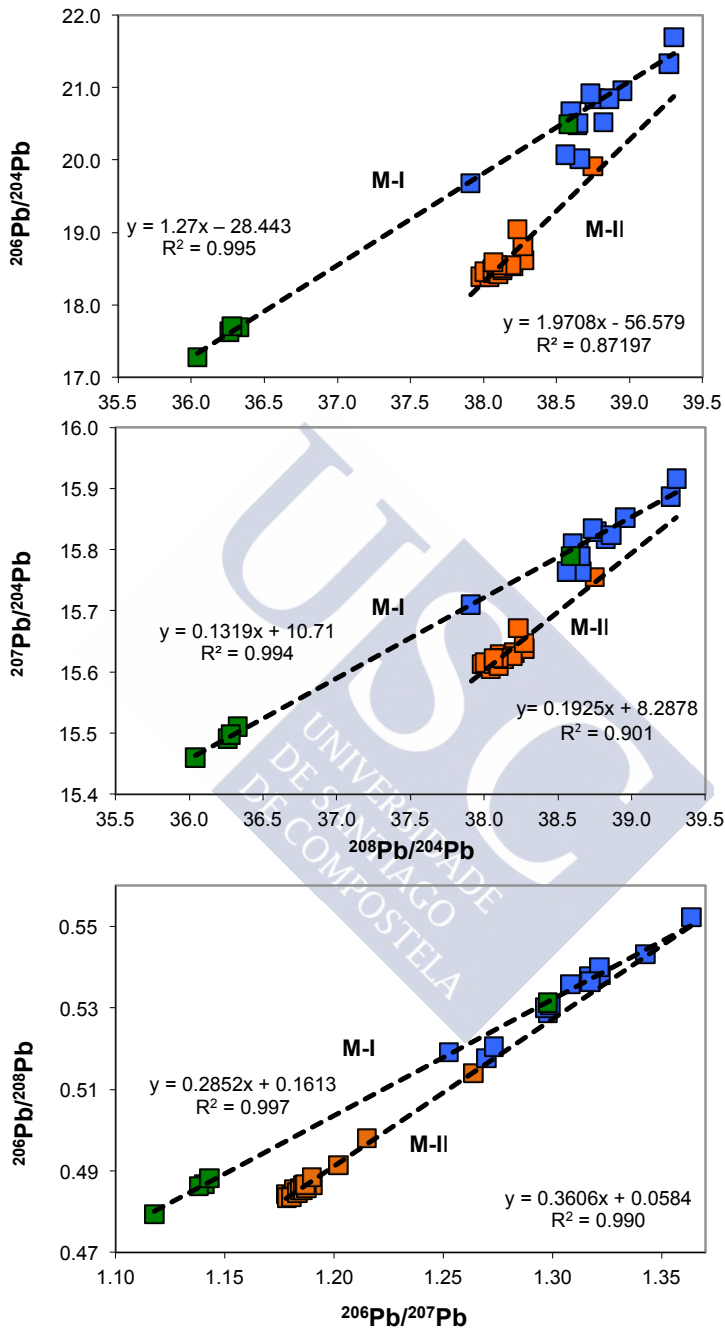 22.0
21.0
20.0
19.0
18.0
17.0
206Pb/204Pb
M-I
M-II
y = 1.27x – 28.443
R² = 0.995
y = 1.9708x - 56.579
R² = 0.87197
35.5 36.0 36.5 37.0 37.5 38.0 38.5 39.0 39.5
16.0
15.9
15.8
15.7
15.6
15.5
15.4
207Pb/204Pb
M-I
M-II
y = 0.1319x + 10.71
R² = 0.994
y= 0.1925x + 8.2878
R² = 0.901
35.5 36.0 36.5 37.0 37.5 38.0 38.5 39.0 39.5
208Pb/204Pb
USC
UNIVERSIDADE
DE SANTIAGO
DE COMPOSTELA
0.55
0.53
0.51
0.49
0.47
206Pb/208Pb
M-I
M-II
y = 0.2852x + 0.1613
R² = 0.997
y = 0.3606x + 0.0584
R² = 0.990
1.10 1.15 1.20 1.25 1.30 1.35
206Pb/207Pb